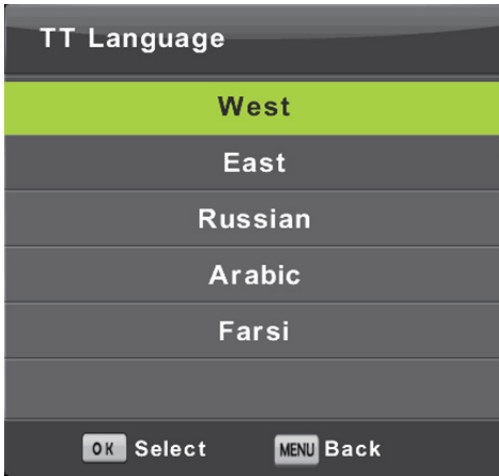 TT Language
West
East
Russian
Arabic
Farsi
OK Select MENU Back